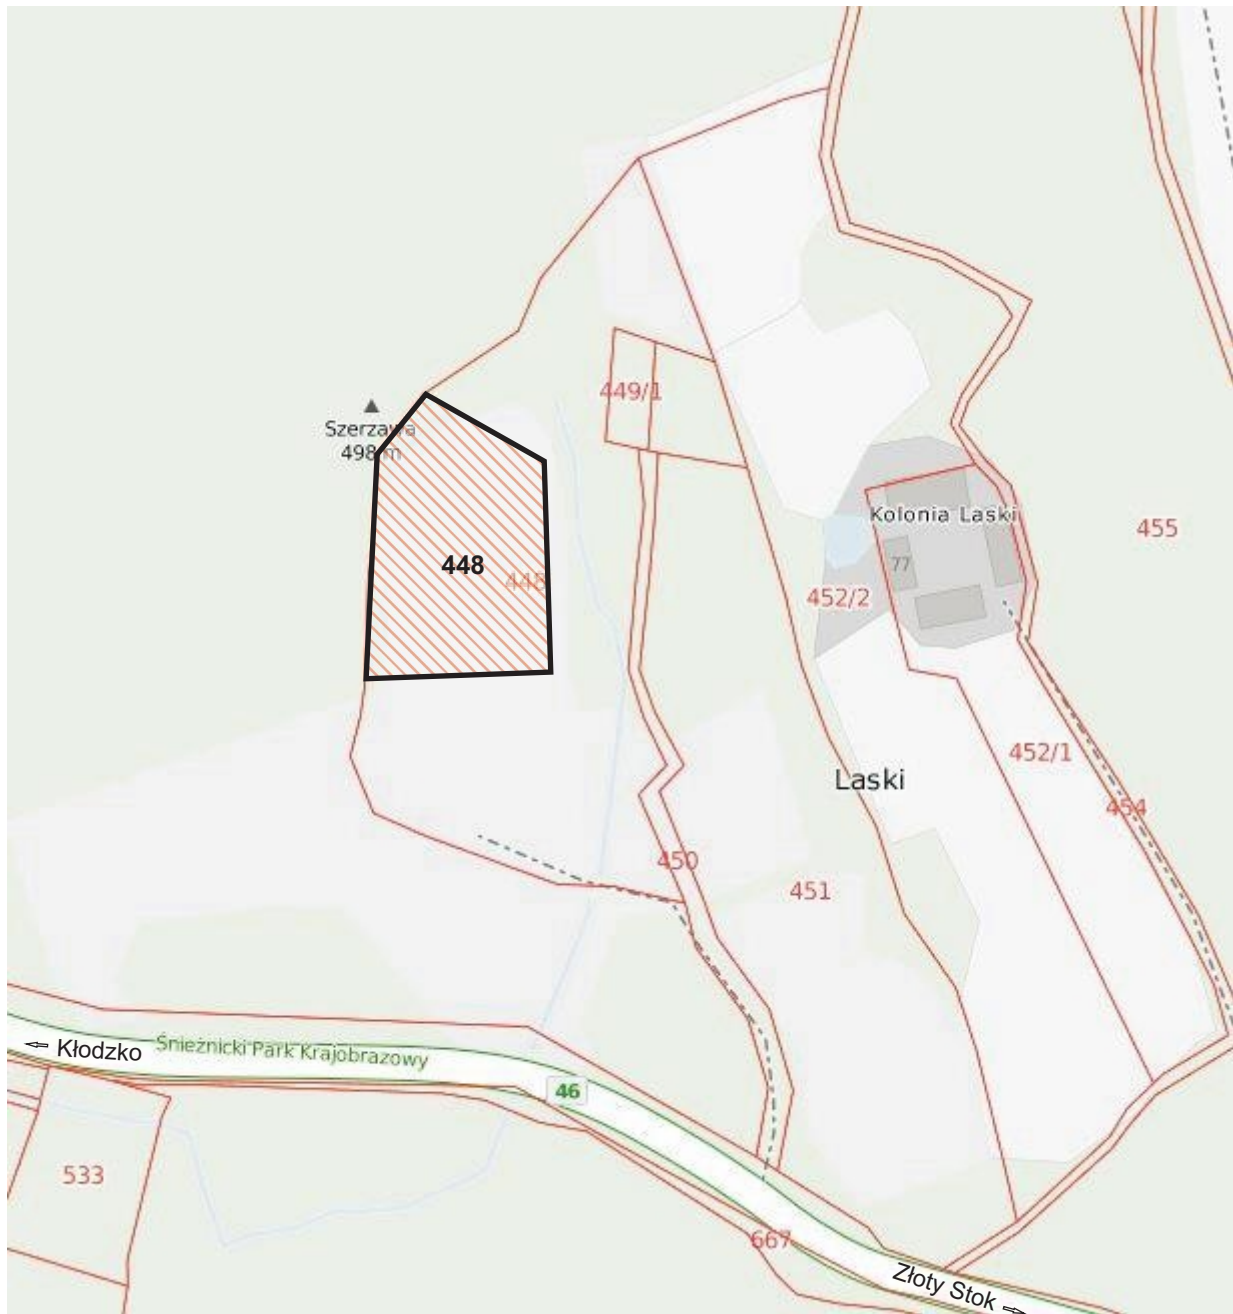 449/1
Szerzawa
498 m
Kolonia Laski
455
448
448
77
452/2
452/1
Laski
454
450
451
⇐ Kłodzko
Śnieżnicki Park Krajobrazowy
46
533
667
Złoty Stok ⇒